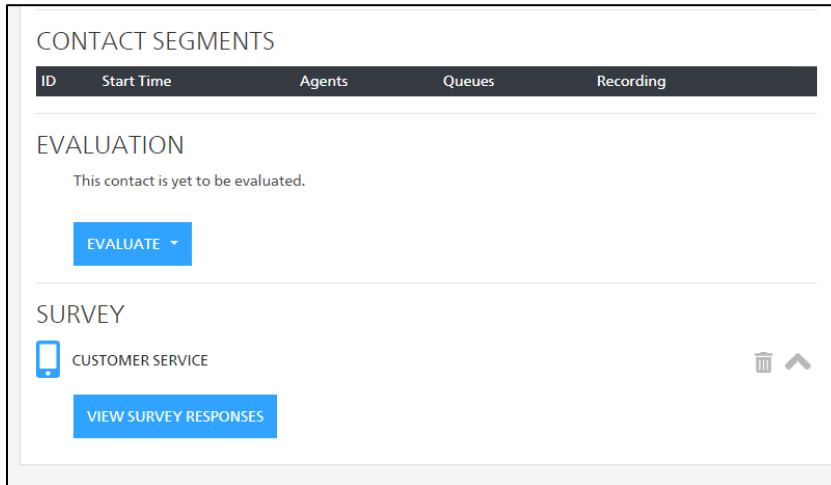 CONTACT SEGMENTS
ID Start Time Agents Queues Recording
EVALUATION
This contact is yet to be evaluated.
EVALUATE
SURVEY
CUSTOMER SERVICE
VIEW SURVEY RESPONSES